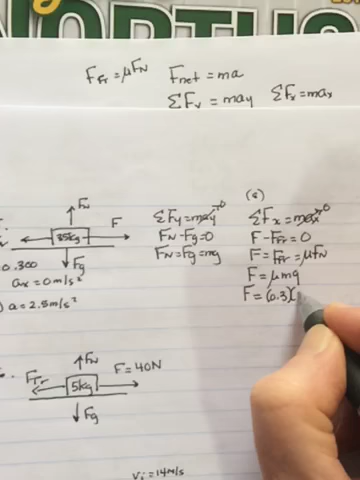 F_fr = μF_N F_net = ma
ΣF_y = ma_y ΣF_x = ma_x
(a)
F_N
35kg
F
F_g
0.300
a_x = 0 m/s²
a = 2.5 m/s²
ΣF_y = ma_y → 0
F_N - F_g = 0
F_N = F_g = mg
ΣF_x = ma_x → 0
F - F_fr = 0
F = F_fr = μF_N
F = μmg
F = (0.3)(
F_N
F_fr
5kg
F = 40N
F_g
V_i = 14 m/s